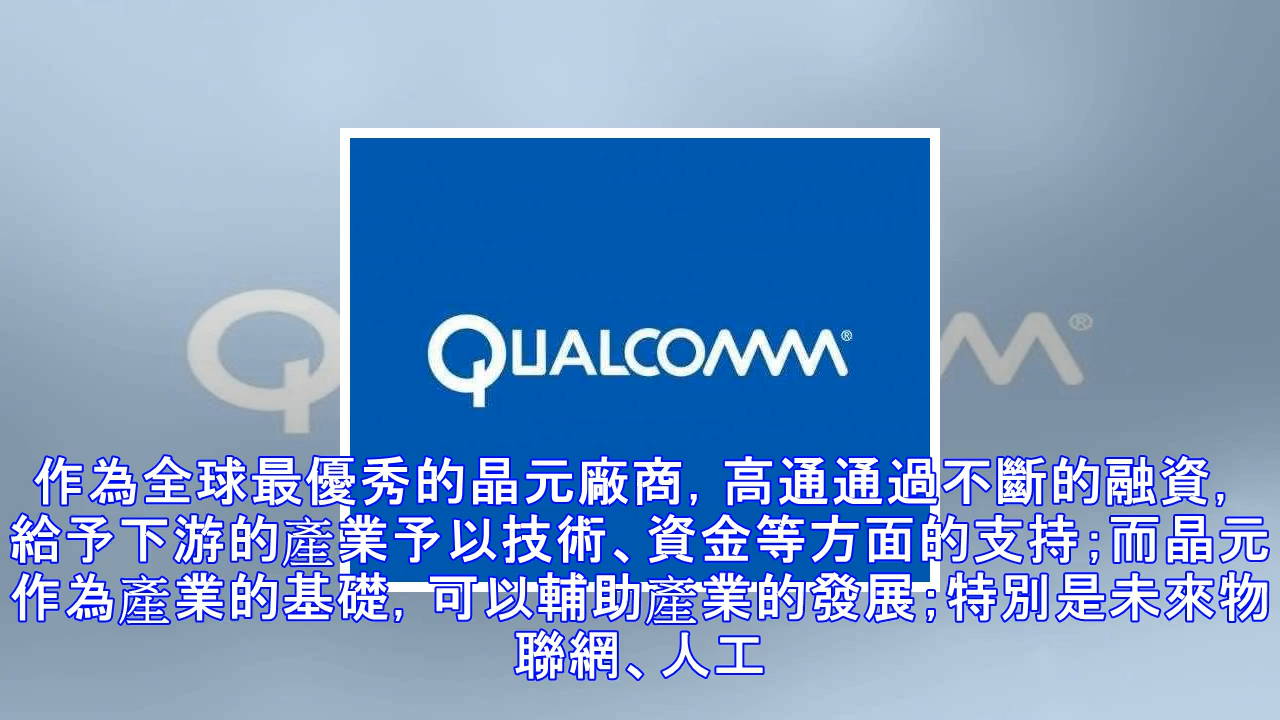 QUALCOMM®
作為全球最優秀的晶元廠商, 高通通過不斷的融資,
給予下游的產業予以技術、資金等方面的支持;而晶元
作為產業的基礎, 可以輔助產業的發展;特別是未來物
聯網、人工